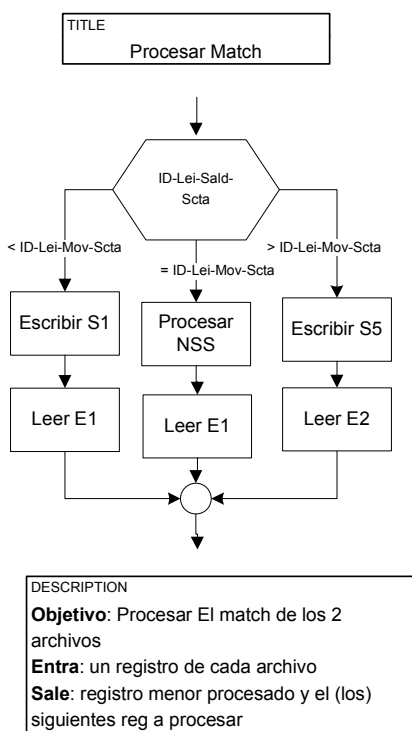 TITLE
Procesar Match
ID-Lei-Sald-
Scta
< ID-Lei-Mov-Scta
= ID-Lei-Mov-Scta
> ID-Lei-Mov-Scta
Escribir S1
Procesar
NSS
Escribir S5
Leer E1
Leer E1
Leer E2
DESCRIPTION
Objetivo: Procesar El match de los 2
archivos
Entra: un registro de cada archivo
Sale: registro menor procesado y el (los)
siguientes reg a procesar